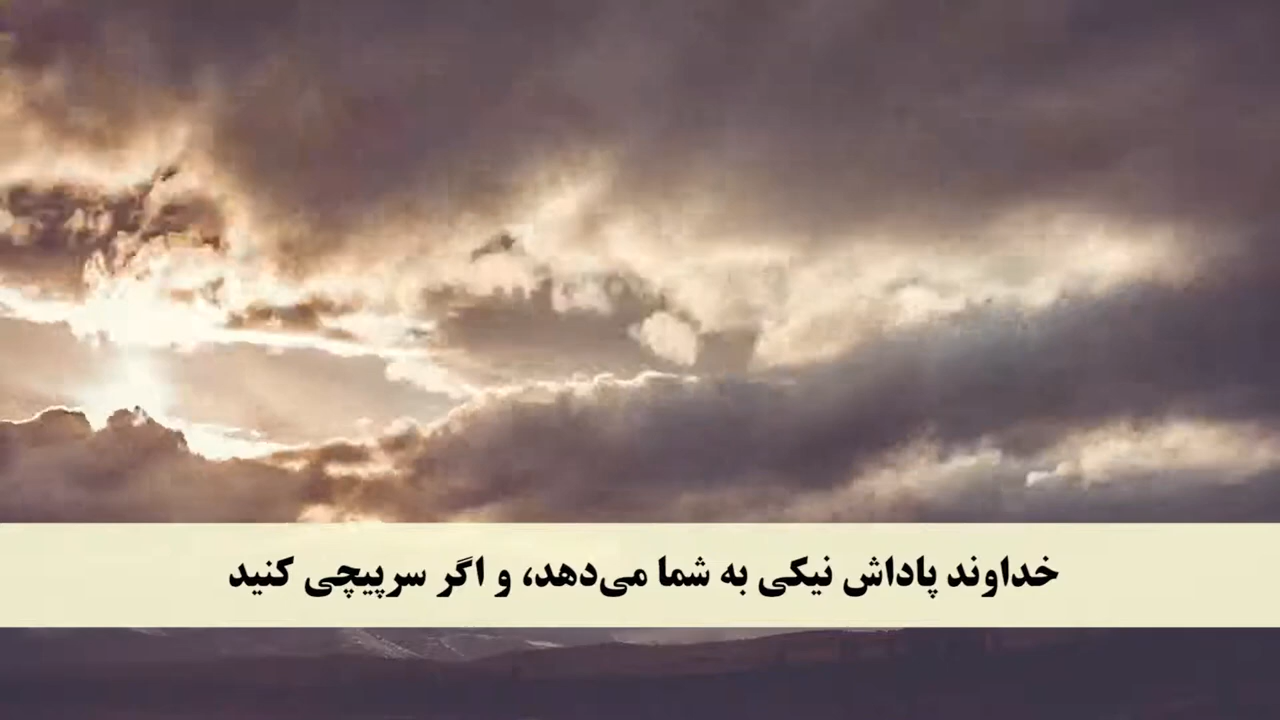 خداوند پاداش نیکی به شما می‌دهد، و اگر سرپیچی کنید